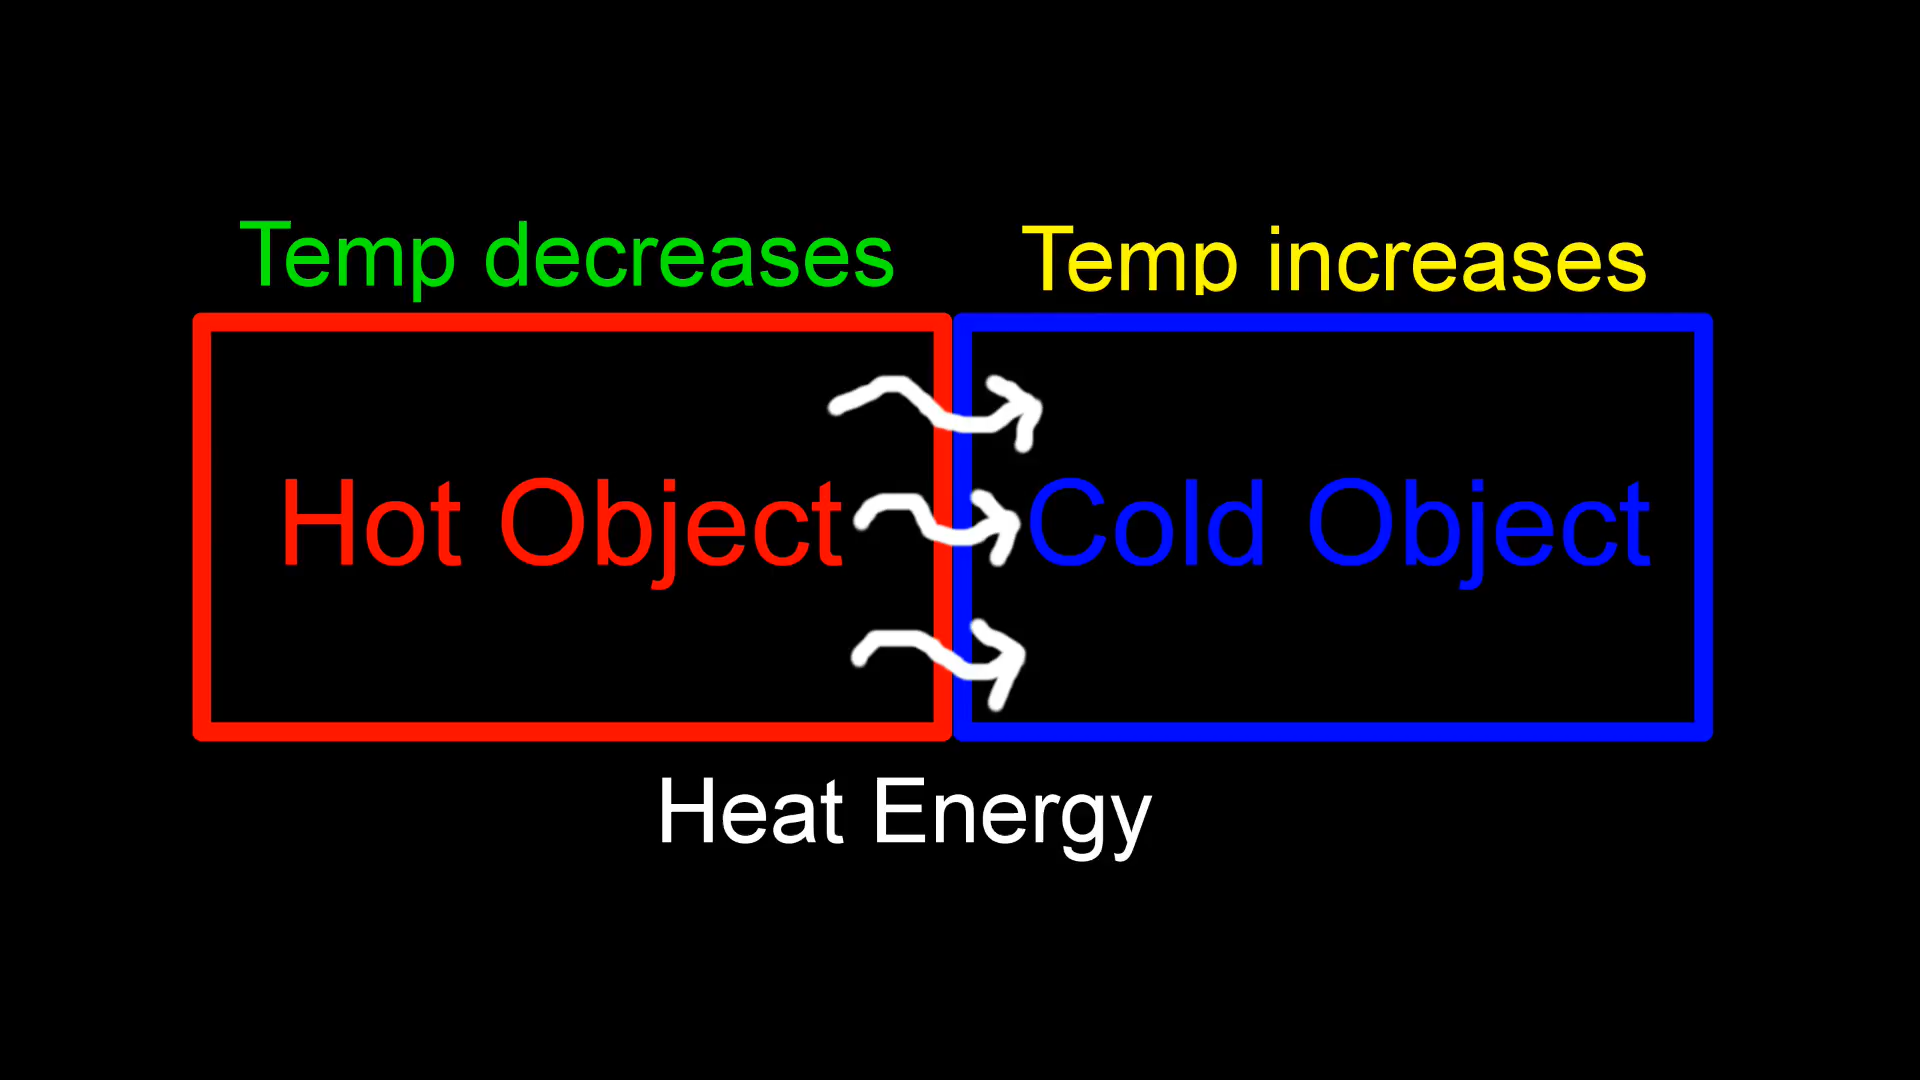 Temp decreases
Temp increases
Hot Object
Cold Object
Heat Energy